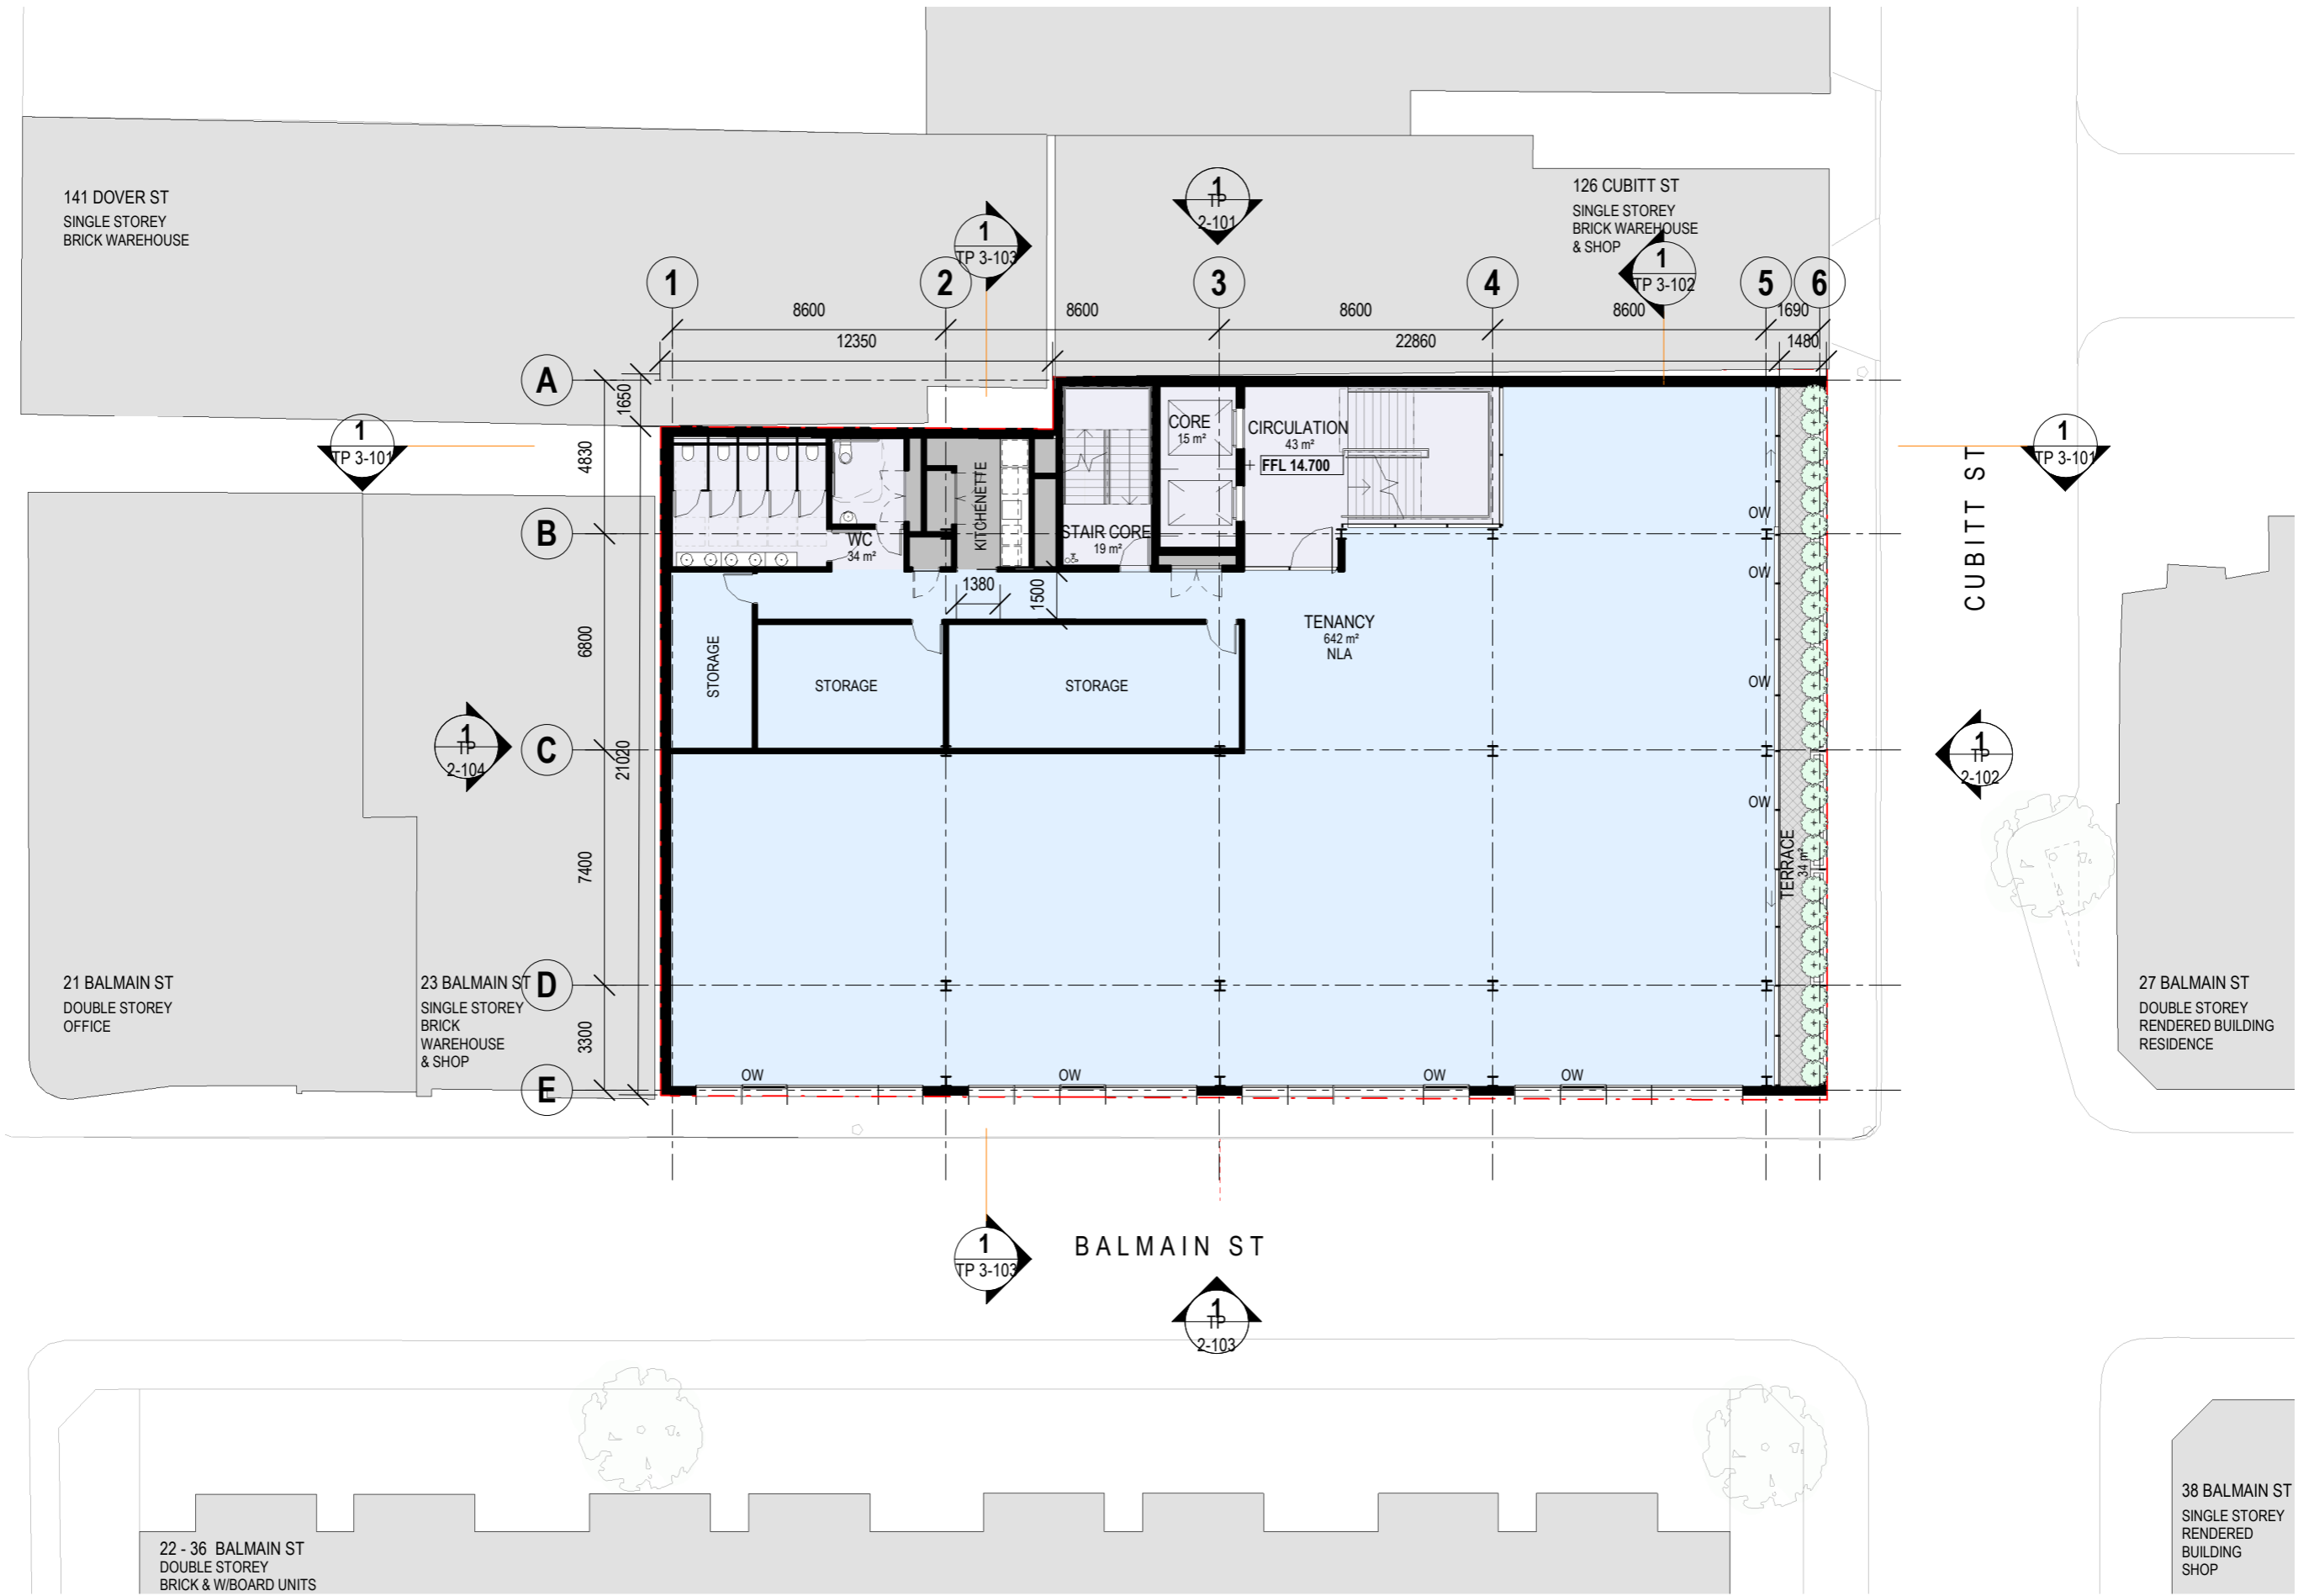 141 DOVER ST
SINGLE STOREY
BRICK WAREHOUSE
126 CUBITT ST
SINGLE STOREY
BRICK WAREHOUSE
& SHOP
1
TP
2-101
1
TP 3-103
1
TP 3-102
1
2
3
4
5
6
8600
8600
8600
8600
1690
12350
22860
1480
A
B
C
D
E
1650
4830
6800
7400
3300
21020
1
TP 3-101
1
TP 3-101
CUBITT ST
CORE
15 m²
CIRCULATION
43 m²
FFL 14.700
KITCHENETTE
STAIR CORE
19 m²
WC
34 m²
1380
1500
OW
OW
OW
OW
TENANCY
642 m²
NLA
STORAGE
STORAGE
STORAGE
1
TP
2-104
1
TP
2-102
TERRACE
34 m²
21 BALMAIN ST
DOUBLE STOREY
OFFICE
23 BALMAIN ST
SINGLE STOREY
BRICK
WAREHOUSE
& SHOP
27 BALMAIN ST
DOUBLE STOREY
RENDERED BUILDING
RESIDENCE
OW
OW
OW
OW
1
TP 3-103
BALMAIN ST
1
TP
2-103
22 - 36 BALMAIN ST
DOUBLE STOREY
BRICK & W/BOARD UNITS
38 BALMAIN ST
SINGLE STOREY
RENDERED
BUILDING
SHOP